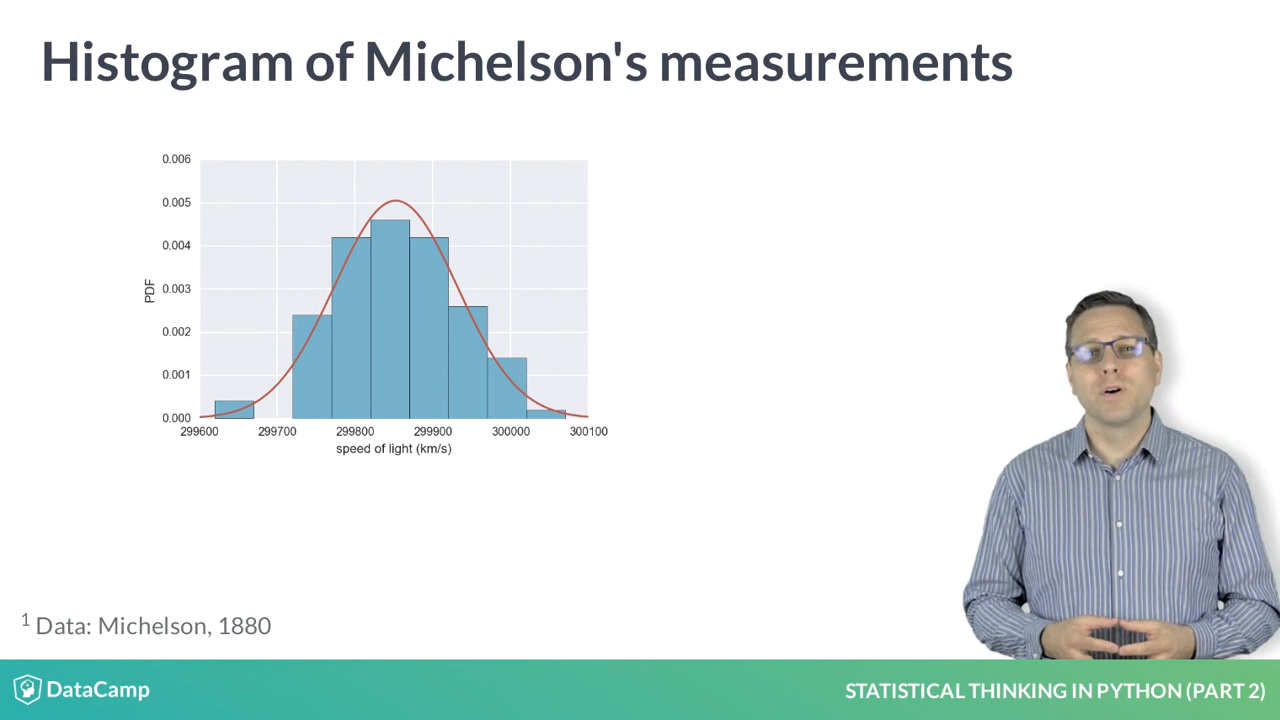 Histogram of Michelson's measurements
0.006
0.005
0.004
0.003
0.002
0.001
0.000
PDF
299600 299700 299800 299900 300000 300100
speed of light (km/s)
1 Data: Michelson, 1880
DataCamp
STATISTICAL THINKING IN PYTHON (PART 2)